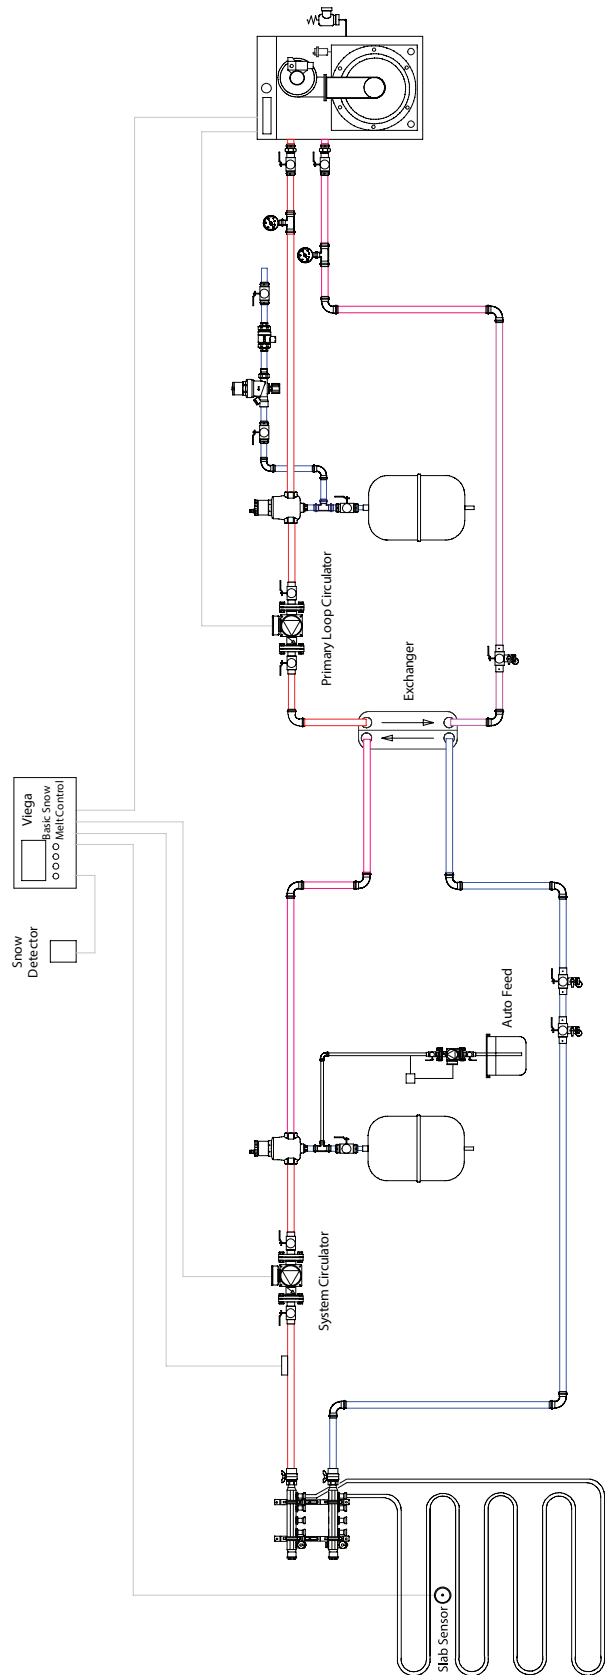 Primary Loop Circulator
Exchanger
Viega
Basic Snow
Melt Control
Snow
Detector
Auto Feed
System Circulator
Slab Sensor